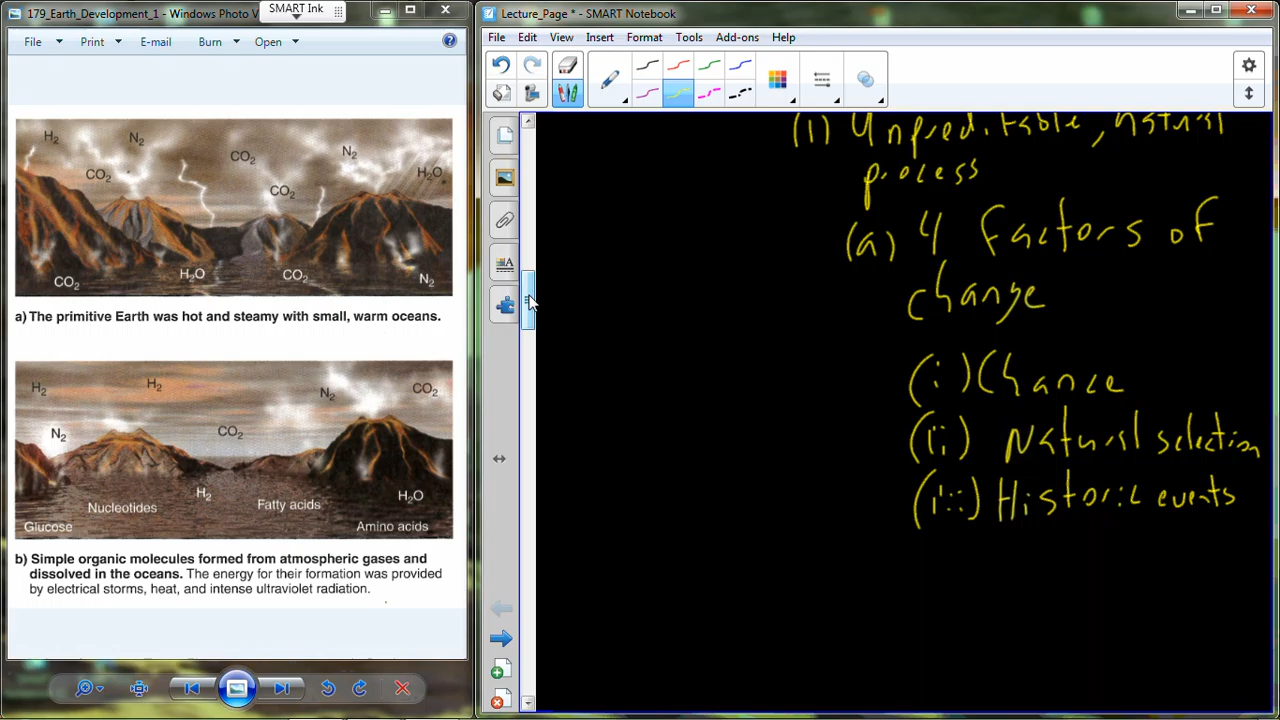 179_Earth_Development_1 - Windows Photo V
SMART Ink
File Print E-mail Burn Open
H2 N2 CO2 N2
CO2 CO2 H2O
CO2 H2O CO2 N2
a) The primitive Earth was hot and steamy with small, warm oceans.
H2 H2 N2 CO2
N2 CO2
Nucleotides H2 Fatty acids H2O
Glucose Amino acids
b) Simple organic molecules formed from atmospheric gases and
dissolved in the oceans. The energy for their formation was provided
by electrical storms, heat, and intense ultraviolet radiation.
Lecture_Page * - SMART Notebook
File Edit View Insert Format Tools Add-ons Help
(1) Unpreditable, natural
process
(a) 4 factors of
change
(i) Chance
(ii) Natural selection
(iii) Historic events